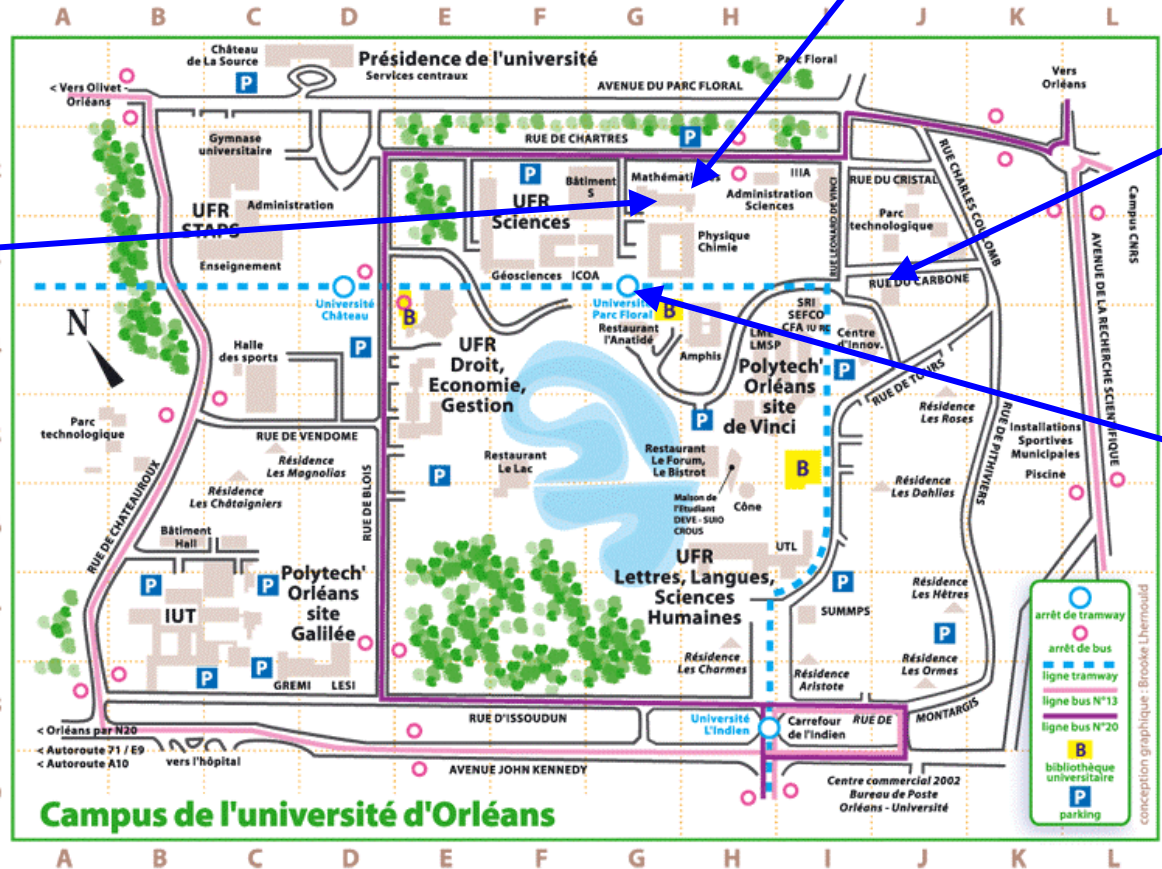 A B C D E F G H I J K L
Château
de La Source
P
Présidence de l'université
Services centraux
Parc Floral
AVENUE DU PARC FLORAL
Vers
Orléans
< Vers Olivet -
Orléans
RUE DE CHARTRES
P
Gymnase
universitaire
UFR
STAPS
Administration
Enseignement
P
Bâtiment
S
UFR
Sciences
Géosciences ICOA
Mathématiques
IIIA
Administration
Sciences
Physique
Chimie
RUE LEONARD DE VINCI
RUE DU CRISTAL
Parc
technologique
RUE CHARLES COULOMB
RUE DU CARBONE
Campus CNRS
AVENUE DE LA RECHERCHE SCIENTIFIQUE
N
Université
Château
B
Université
Parc Floral
B
Restaurant
l'Anatidé
Amphis
SRI
SEFCO
CFA
LMSP
Centre
d'Innov.
P
Halle
des sports
P
UFR
Droit,
Economie,
Gestion
Polytech'
Orléans
site
de Vinci
P
RUE DE TOURS
Résidence
Les Roses
RUE DE PITHIVIERS
Installations
Sportives
Municipales
Piscine
Parc
technologique
RUE DE VENDOME
Résidence
Les Magnolias
Résidence
Les Châtaigniers
RUE DE BLOIS
RUE DE CHATEAUROUX
Restaurant
Le Lac
P
Restaurant
Le Forum,
Le Bistrot
Maison de
l'Etudiant
DEVE - SUIO
CROUS
Cône
B
Résidence
Les Dahlias
Bâtiment
Hall
P
P
IUT
Polytech'
Orléans
site
Galilée
P
P
GREMI LESI
UFR
Lettres, Langues,
Sciences
Humaines
UTL
P
SUMMPS
Résidence
Les Hêtres
P
Résidence
Les Charmes
Résidence
Aristote
Résidence
Les Ormes
RUE D'ISSOUDUN
Université
L'Indien
Carrefour
de l'Indien
RUE DE MONTARGIS
< Orléans par N20
< Autoroute 71 / E9
< Autoroute A10
vers l'hôpital
AVENUE JOHN KENNEDY
Centre commercial 2002
Bureau de Poste
Orléans - Université
Campus de l'université d'Orléans
arrêt de tramway
arrêt de bus
ligne tramway
ligne bus N°13
ligne bus N°20
B
bibliothèque
universitaire
P
parking
conception graphique : Brooke Lhernould
A B C D E F G H I J K L